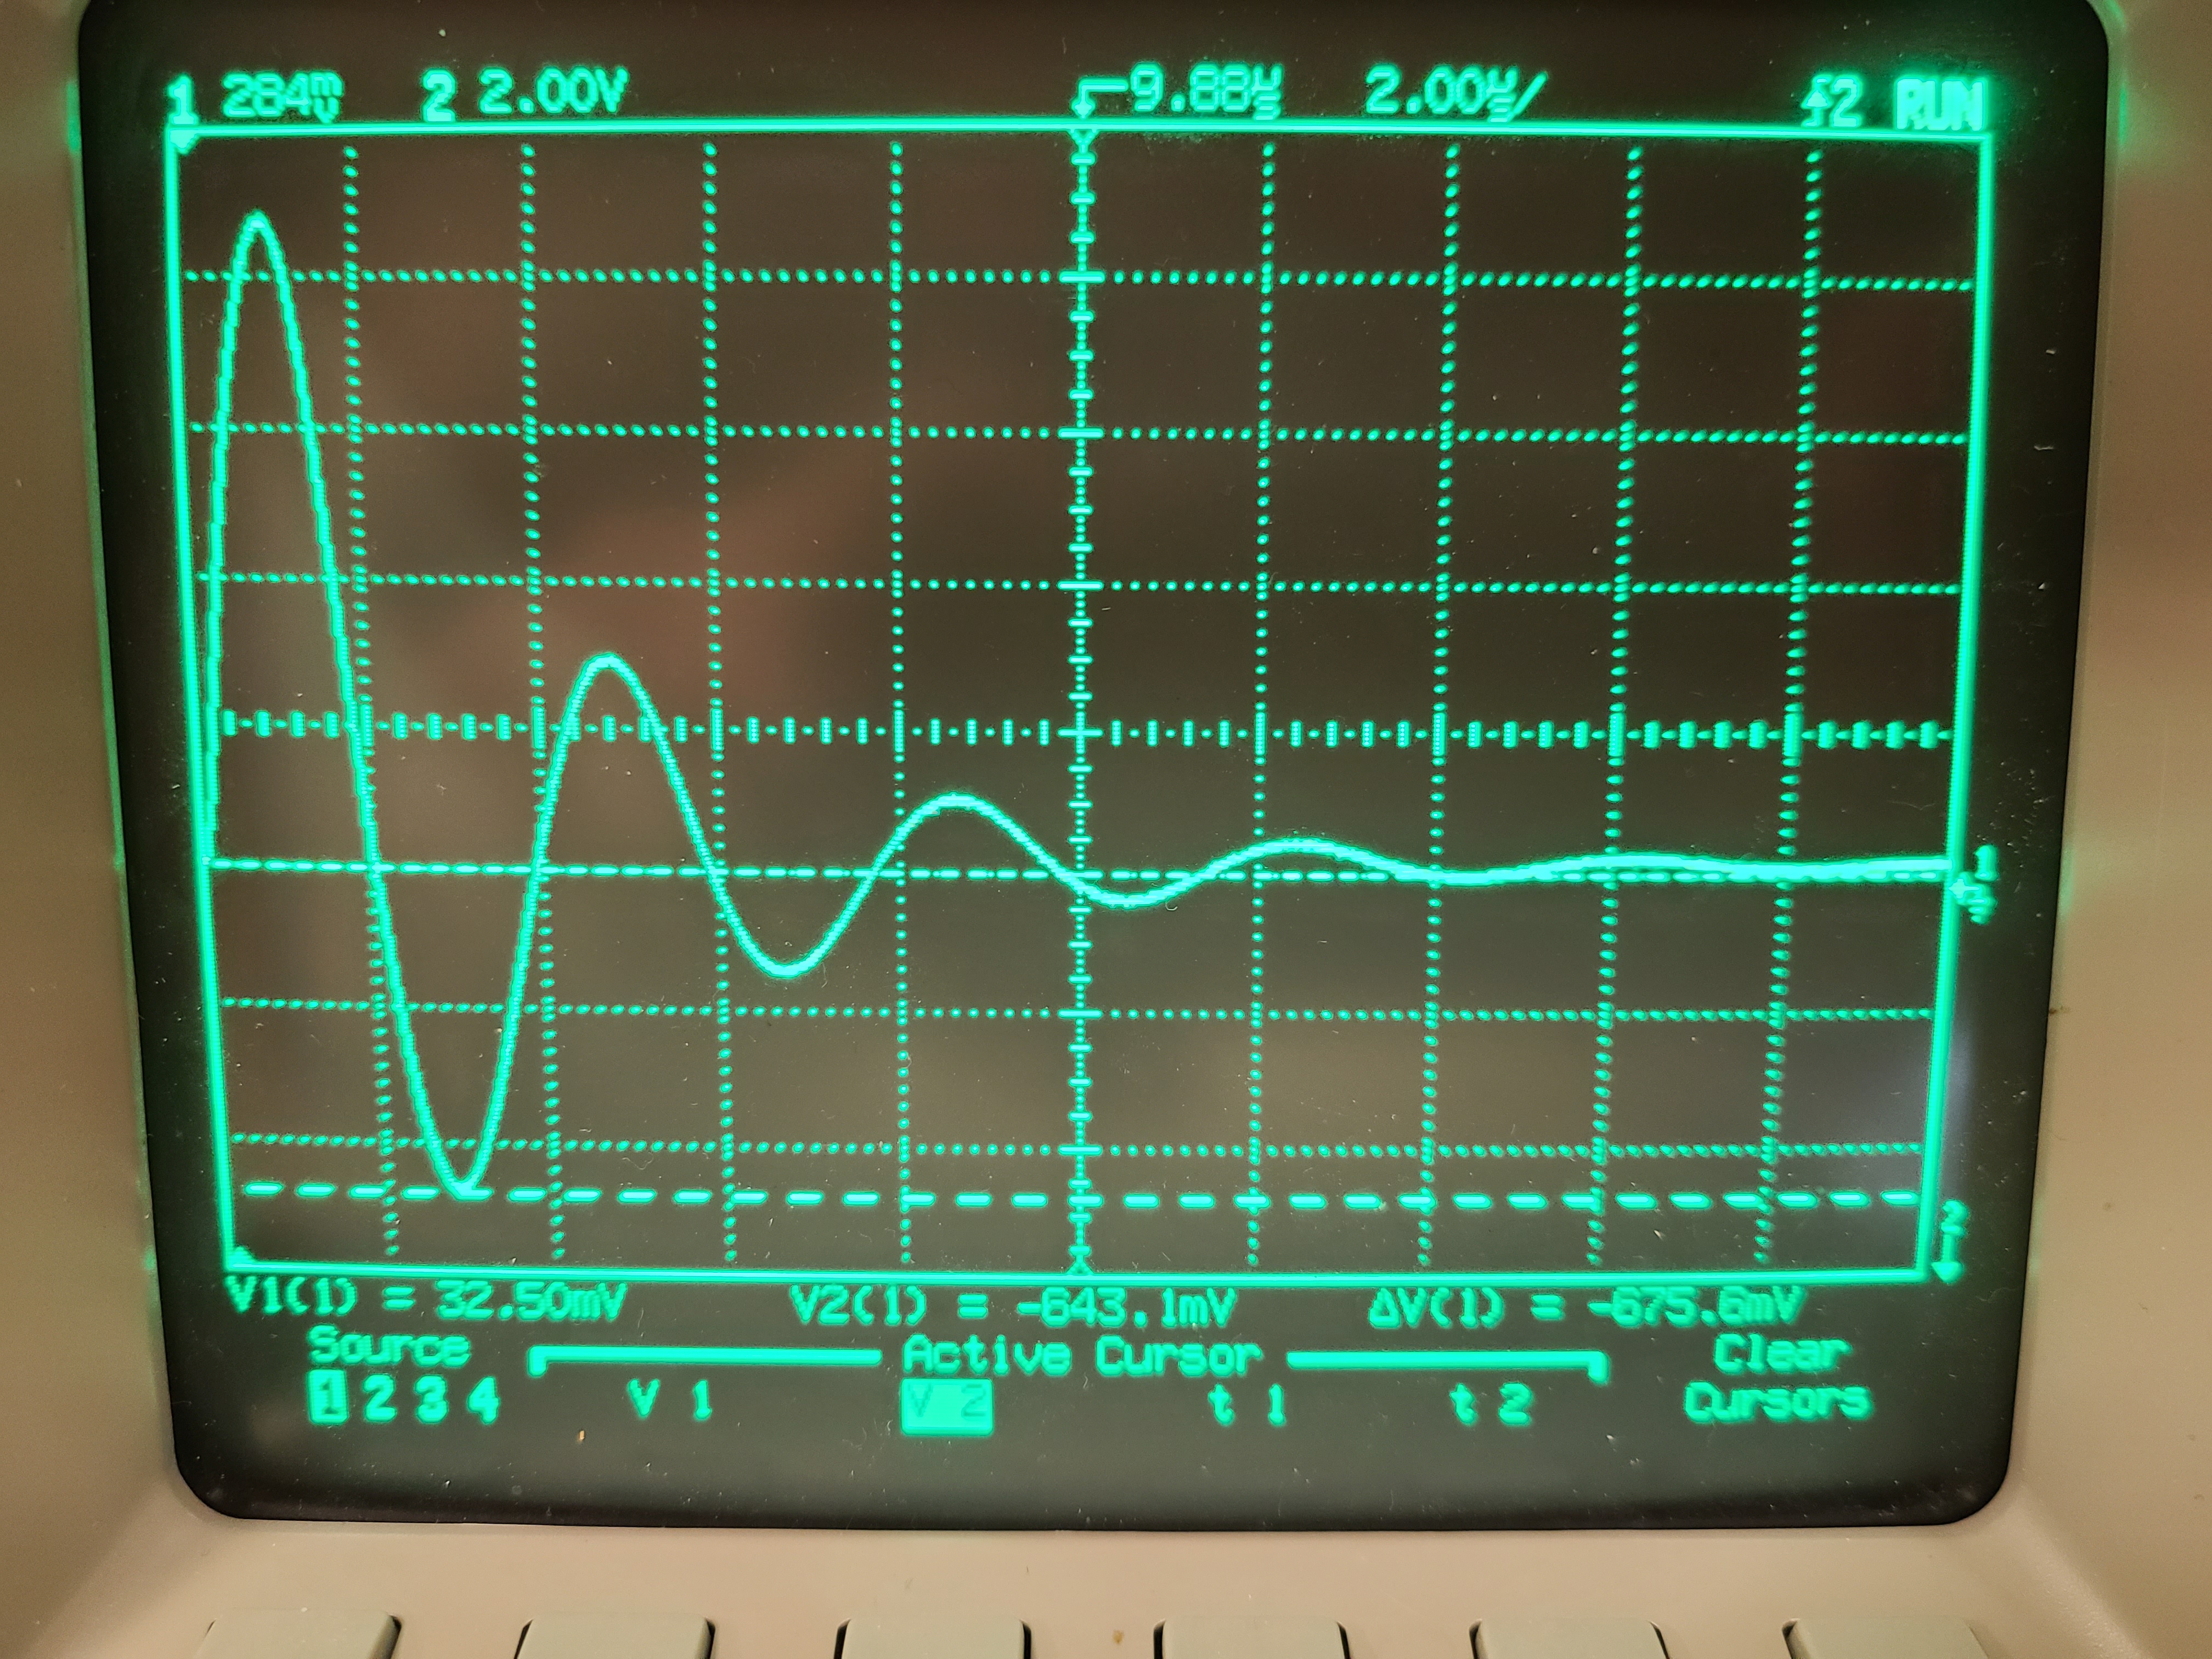 1 284mV 2 2.00V 9.88µs 2.00µs/ 2 RUN
1
2
V1(1) = 32.50mV V2(1) = -643.1mV ΔV(1) = -675.6mV
Source Active Cursor Clear
1 2 3 4 V 1 V 2 t 1 t 2 Cursors